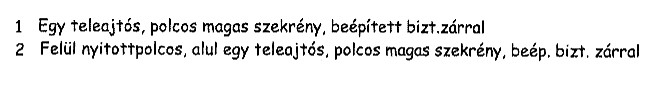 1 Egy teleajtós, polcos magas szekrény, beépített bizt.zárral
2 Felül nyitottpolcos, alul egy teleajtós, polcos magas szekrény, beép. bizt. zárral